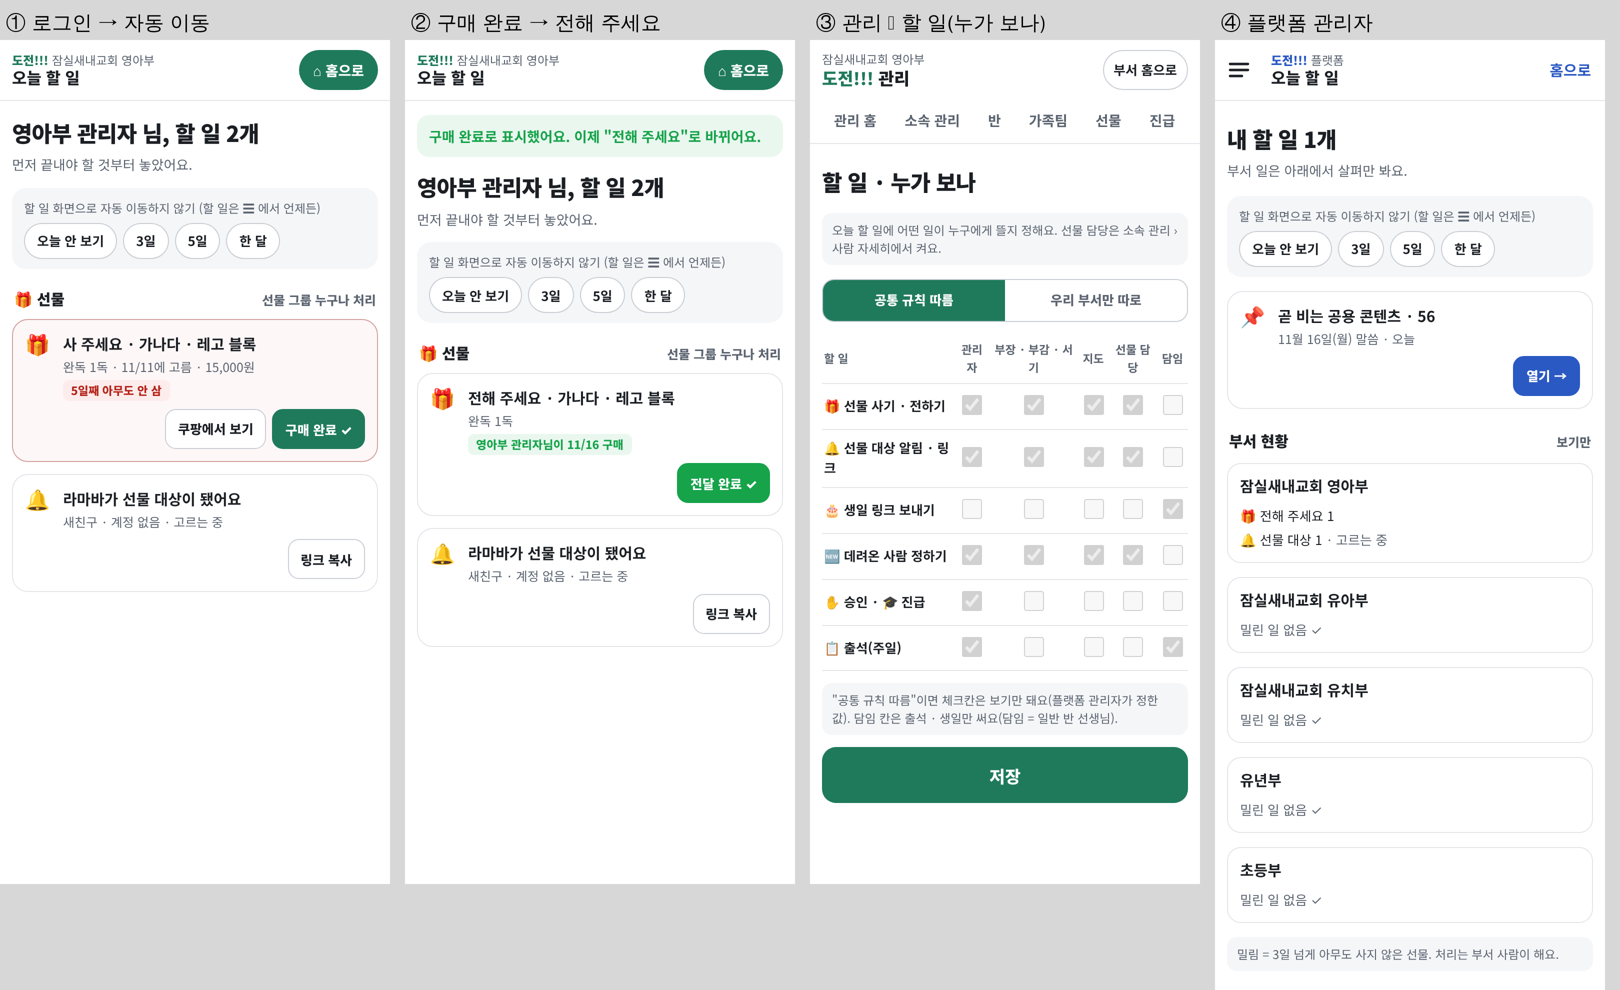 ① 로그인 → 자동 이동
도전!!! 잠실새내교회 영아부
오늘 할 일
⌂ 홈으로
영아부 관리자 님, 할 일 2개
먼저 끝내야 할 것부터 놓았어요.
할 일 화면으로 자동 이동하지 않기 (할 일은 ☰ 에서 언제든)
오늘 안 보기 3일 5일 한 달
🎁 선물 선물 그룹 누구나 처리
🎁 사 주세요 · 가나다 · 레고 블록
완독 1독 · 11/11에 고름 · 15,000원
5일째 아무도 안 삼
쿠팡에서 보기 구매 완료 ✓
🔔 라마바가 선물 대상이 됐어요
새친구 · 계정 없음 · 고르는 중
링크 복사
② 구매 완료 → 전해 주세요
도전!!! 잠실새내교회 영아부
오늘 할 일
⌂ 홈으로
구매 완료로 표시했어요. 이제 "전해 주세요"로 바뀌어요.
영아부 관리자 님, 할 일 2개
먼저 끝내야 할 것부터 놓았어요.
할 일 화면으로 자동 이동하지 않기 (할 일은 ☰ 에서 언제든)
오늘 안 보기 3일 5일 한 달
🎁 선물 선물 그룹 누구나 처리
🎁 전해 주세요 · 가나다 · 레고 블록
완독 1독
영아부 관리자님이 11/16 구매
전달 완료 ✓
🔔 라마바가 선물 대상이 됐어요
새친구 · 계정 없음 · 고르는 중
링크 복사
③ 관리 ▯ 할 일(누가 보나)
잠실새내교회 영아부
도전!!! 관리
부서 홈으로
관리 홈 소속 관리 반 가족팀 선물 진급
할 일 · 누가 보나
오늘 할 일에 어떤 일이 누구에게 뜰지 정해요. 선물 담당은 소속 관리 ›
사람 자세히에서 켜요.
공통 규칙 따름 우리 부서만 따로
할 일 관리자 부장 · 부감 · 서기 지도 선물 담당 담임
🎁 선물 사기 · 전하기
🔔 선물 대상 알림 · 링크
🎂 생일 링크 보내기
🆕 데려온 사람 정하기
✋ 승인 · 🎓 진급
📋 출석(주일)
"공통 규칙 따름"이면 체크칸은 보기만 돼요(플랫폼 관리자가 정한
값). 담임 칸은 출석 · 생일만 써요(담임 = 일반 반 선생님).
저장
④ 플랫폼 관리자
☰ 도전!!! 플랫폼
오늘 할 일
홈으로
내 할 일 1개
부서 일은 아래에서 살펴만 봐요.
할 일 화면으로 자동 이동하지 않기 (할 일은 ☰ 에서 언제든)
오늘 안 보기 3일 5일 한 달
📌 곧 비는 공용 콘텐츠 · 56
11월 16일(월) 말씀 · 오늘
열기 →
부서 현황 보기만
잠실새내교회 영아부
🎁 전해 주세요 1
🔔 선물 대상 1 · 고르는 중
잠실새내교회 유아부
밀린 일 없음 ✓
잠실새내교회 유치부
밀린 일 없음 ✓
유년부
밀린 일 없음 ✓
초등부
밀린 일 없음 ✓
밀림 = 3일 넘게 아무도 사지 않은 선물. 처리는 부서 사람이 해요.